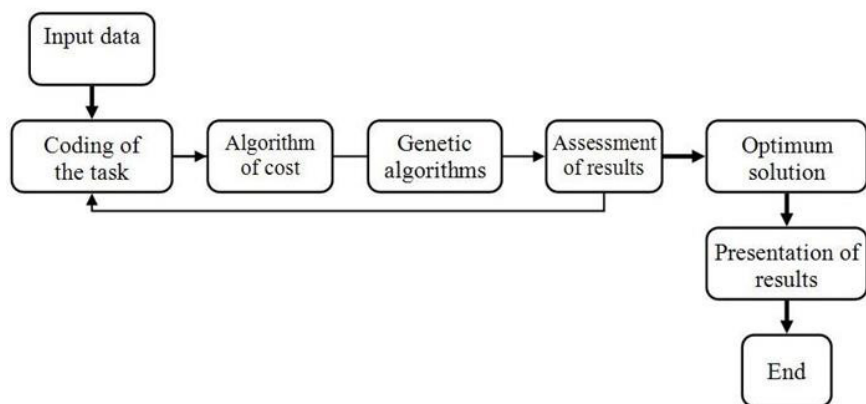 Input data
Coding of
the task
Algorithm
of cost
Genetic
algorithms
Assessment
of results
Optimum
solution
Presentation of
results
End